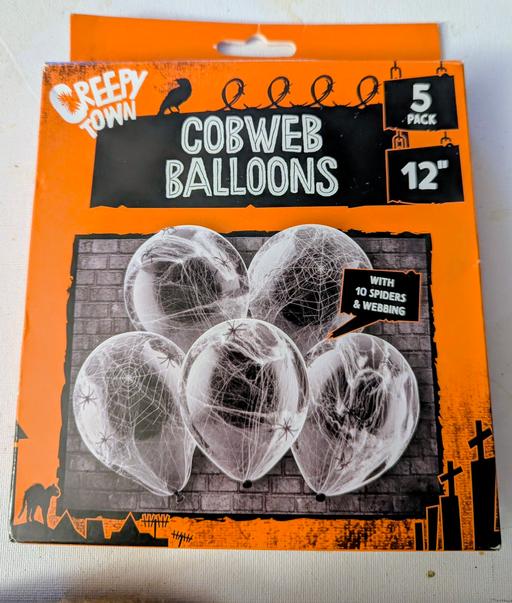 CREEPY
TOWN
COBWEB
BALLOONS
5
PACK
12"
WITH
10 SPIDERS
& WEBBING